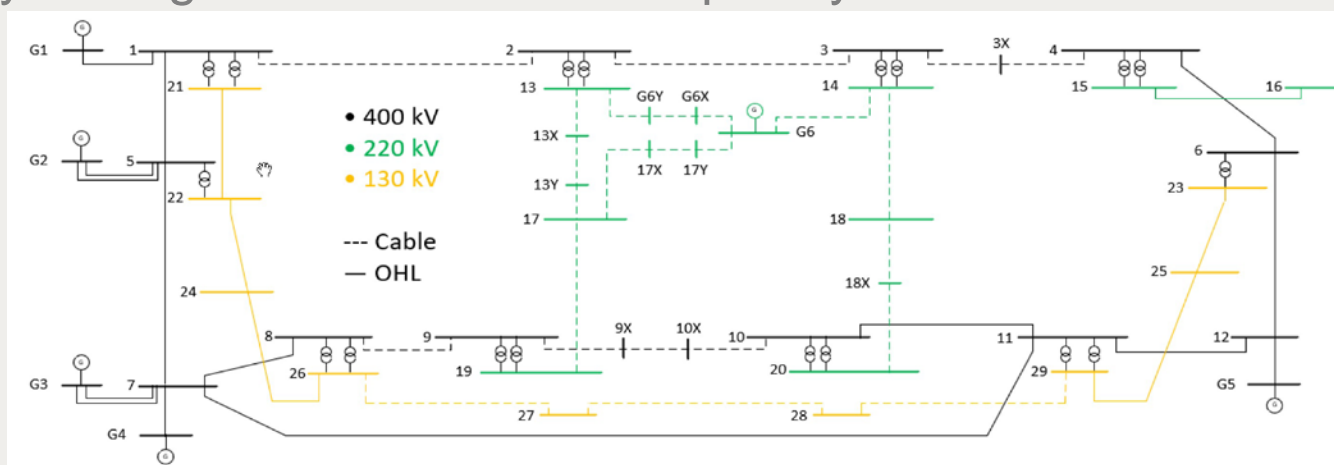 G
G1
1
2
3
3X
4
21
13
14
15
16
G6Y
G6X
G
G6
• 400 kV
• 220 kV
• 130 kV
G
G2
5
22
13X
17X
17Y
13Y
6
23
17
18
--- Cable
— OHL
24
18X
25
8
9
9X
10X
10
11
12
26
19
20
29
G
G3
7
27
28
G5
G
G4
G